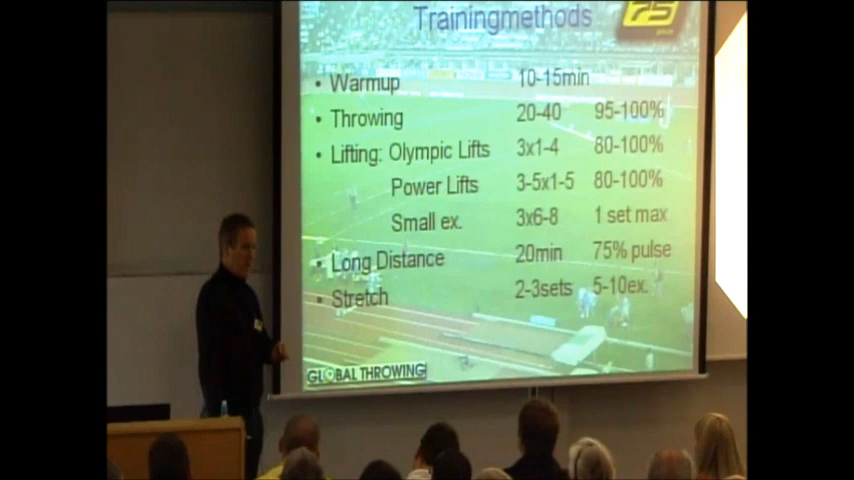 Trainingmethods
75
• Warmup 10-15min
• Throwing 20-40 95-100%
• Lifting: Olympic Lifts 3x1-4 80-100%
Power Lifts 3-5x1-5 80-100%
Small ex. 3x6-8 1 set max
• Long Distance 20min 75% pulse
• Stretch 2-3sets 5-10ex.
GLOBAL THROWING